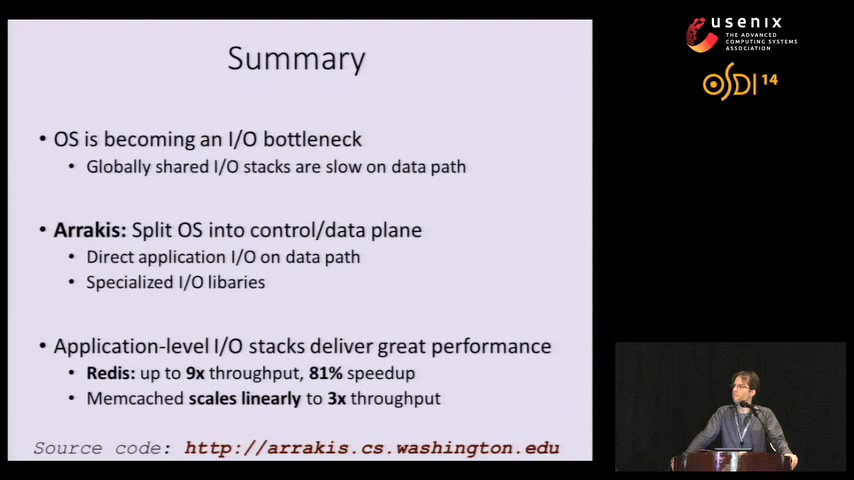 Summary
• OS is becoming an I/O bottleneck
• Globally shared I/O stacks are slow on data path
• Arrakis: Split OS into control/data plane
• Direct application I/O on data path
• Specialized I/O libaries
• Application-level I/O stacks deliver great performance
• Redis: up to 9x throughput, 81% speedup
• Memcached scales linearly to 3x throughput
Source code: http://arrakis.cs.washington.edu
usenix
THE ADVANCED
COMPUTING SYSTEMS
ASSOCIATION
OSDI 14